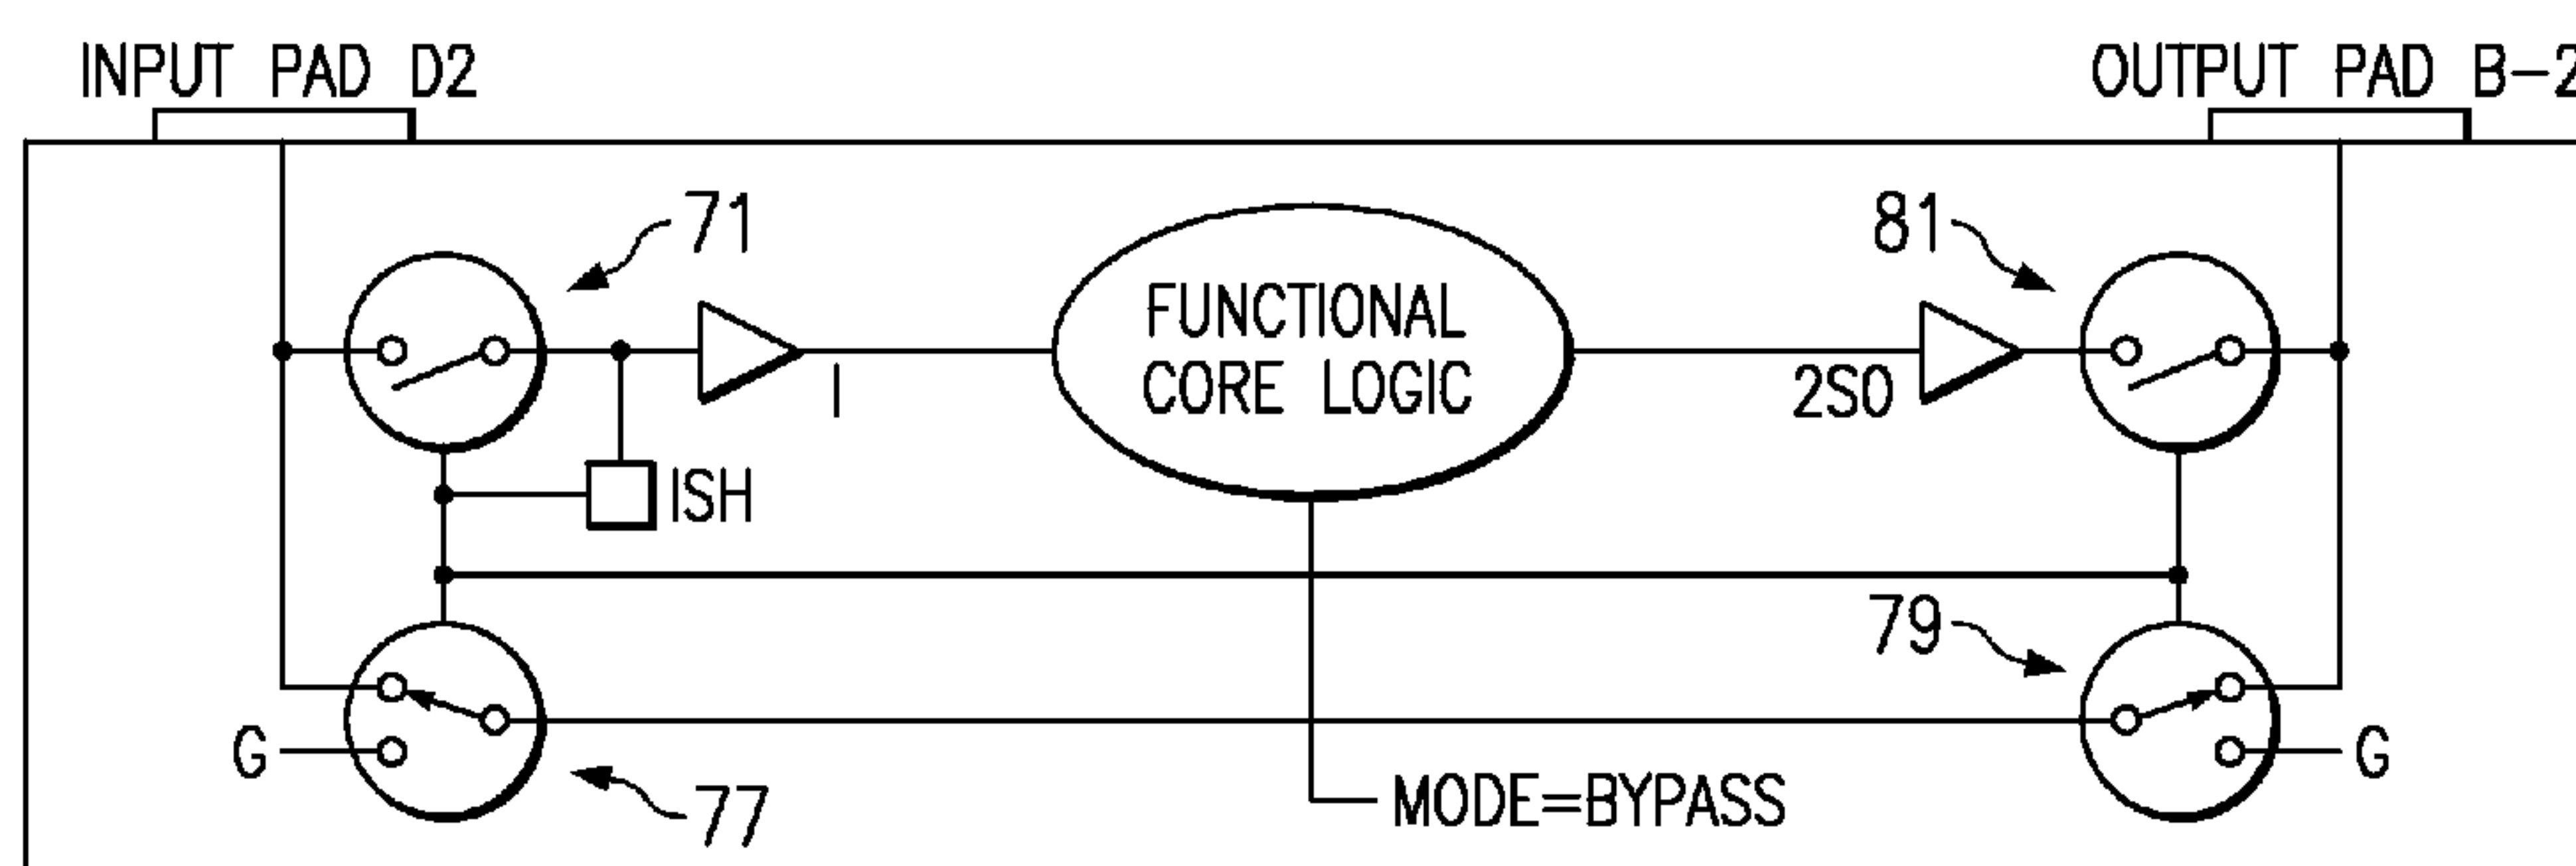 INPUT PAD D2
OUTPUT PAD B-2
71
81
FUNCTIONAL
CORE LOGIC
I
2SO
ISH
79
G
G
MODE=BYPASS
77